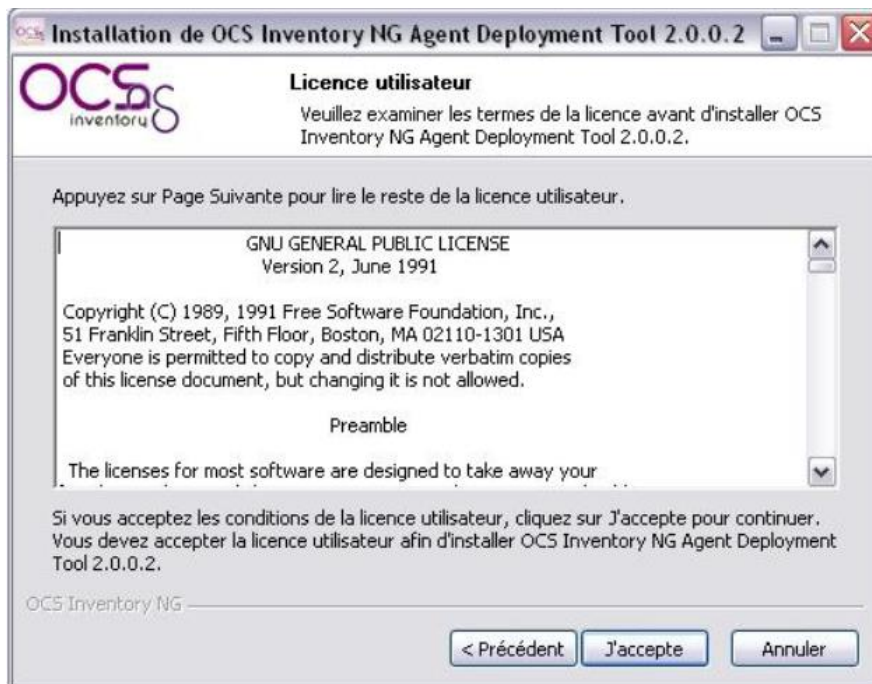 Installation de OCS Inventory NG Agent Deployment Tool 2.0.0.2
OCSng
inventory
Licence utilisateur
Veuillez examiner les termes de la licence avant d'installer OCS
Inventory NG Agent Deployment Tool 2.0.0.2.
Appuyez sur Page Suivante pour lire le reste de la licence utilisateur.
GNU GENERAL PUBLIC LICENSE
Version 2, June 1991
Copyright (C) 1989, 1991 Free Software Foundation, Inc.,
51 Franklin Street, Fifth Floor, Boston, MA 02110-1301 USA
Everyone is permitted to copy and distribute verbatim copies
of this license document, but changing it is not allowed.
Preamble
The licenses for most software are designed to take away your
Si vous acceptez les conditions de la licence utilisateur, cliquez sur J'accepte pour continuer.
Vous devez accepter la licence utilisateur afin d'installer OCS Inventory NG Agent Deployment
Tool 2.0.0.2.
OCS Inventory NG
< Précédent
J'accepte
Annuler